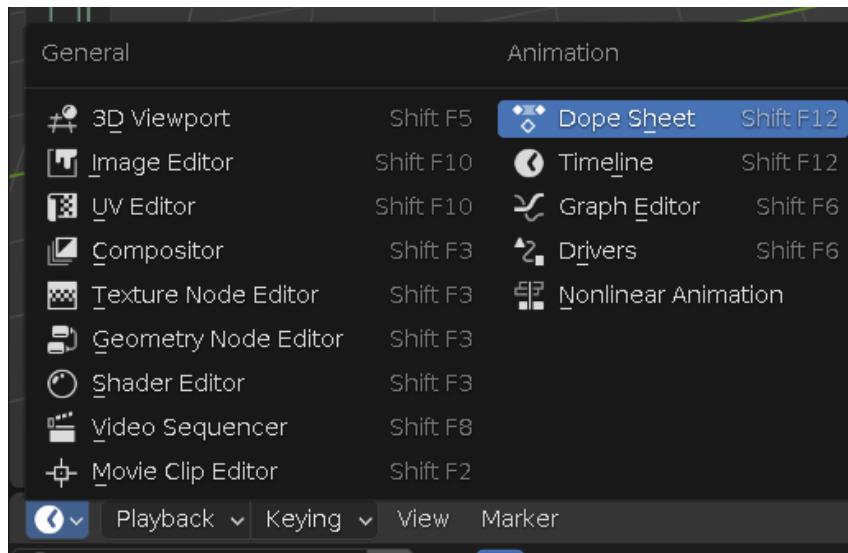 General
3D Viewport Shift F5
Image Editor Shift F10
UV Editor Shift F10
Compositor Shift F3
Texture Node Editor Shift F3
Geometry Node Editor Shift F3
Shader Editor Shift F3
Video Sequencer Shift F8
Movie Clip Editor Shift F2
Animation
Dope Sheet Shift F12
Timeline Shift F12
Graph Editor Shift F6
Drivers Shift F6
Nonlinear Animation
Playback Keying View Marker